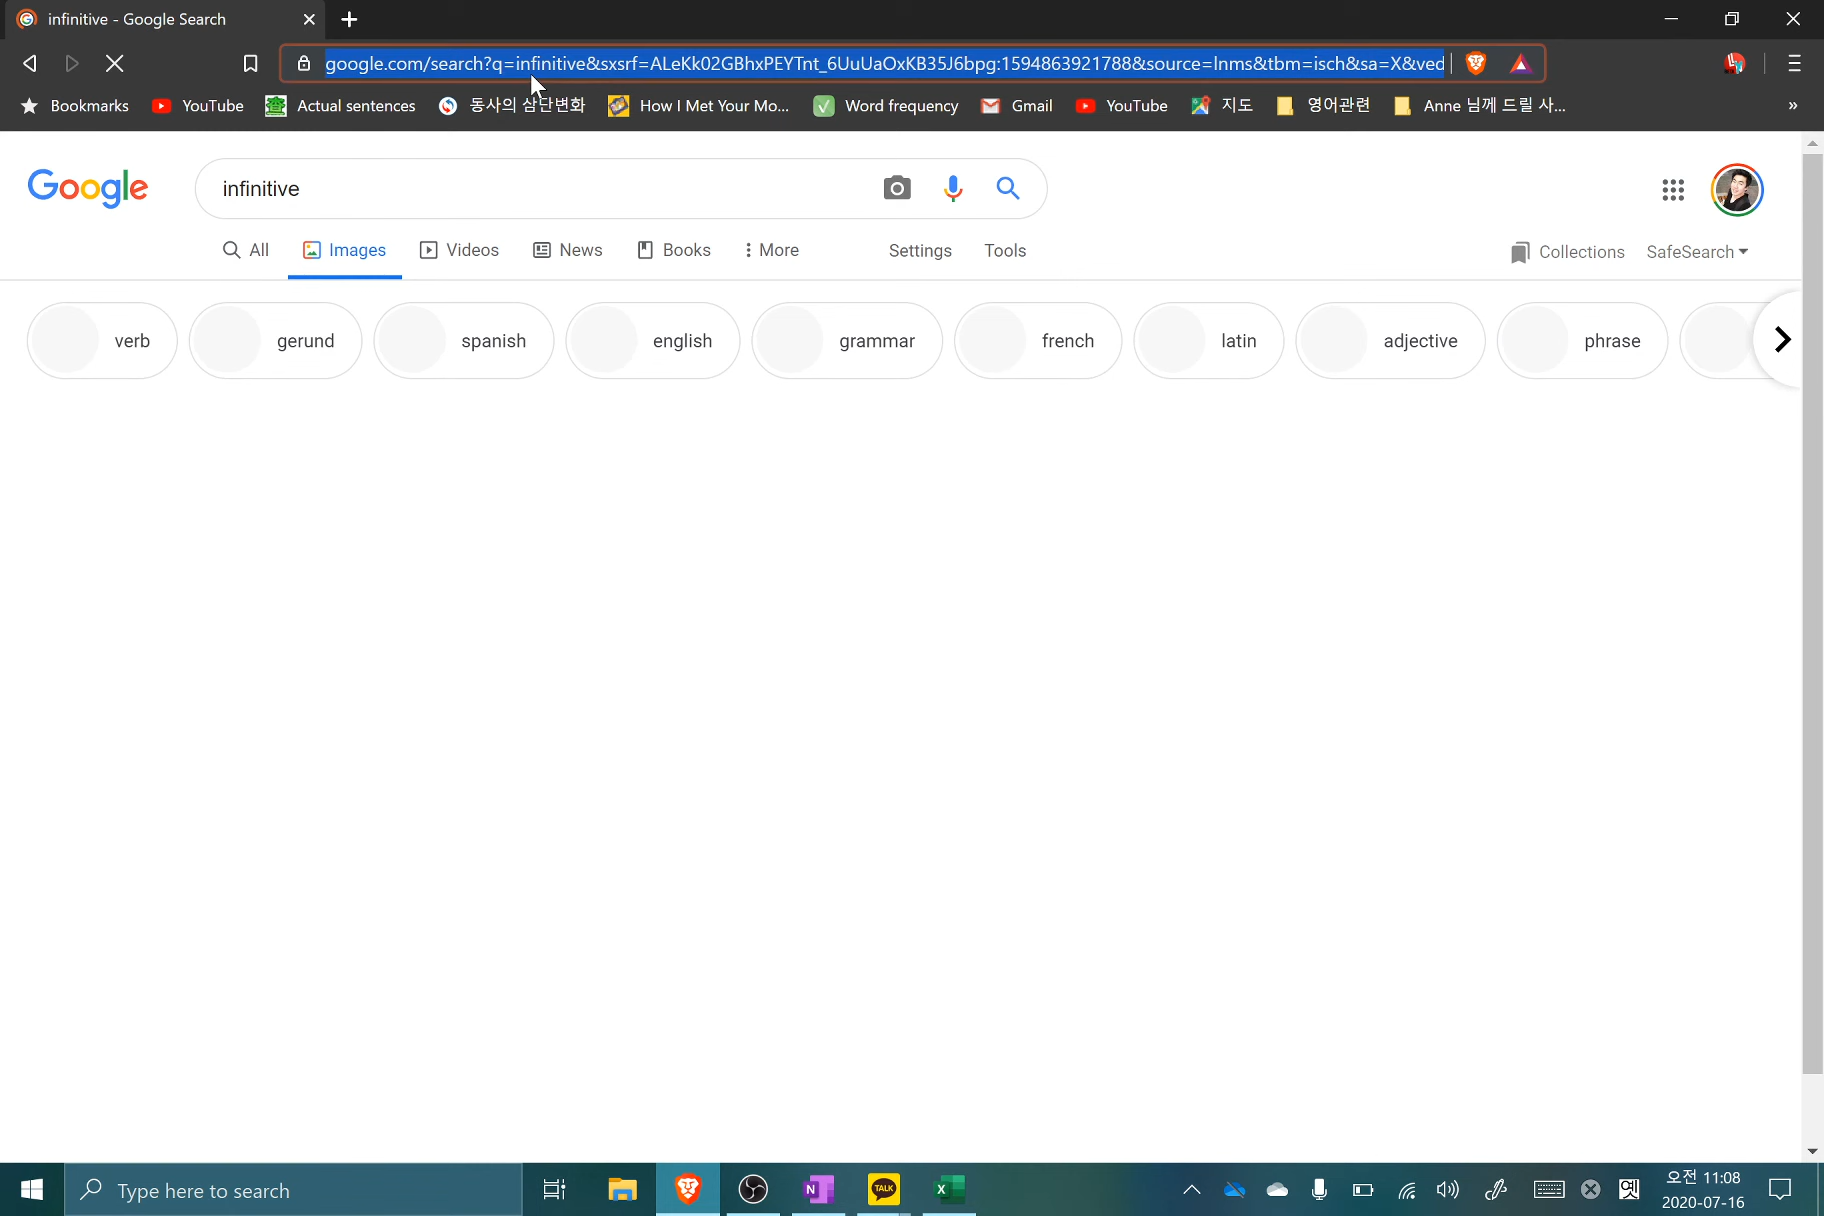 infinitive - Google Search
google.com/search?q=infinitive&sxsrf=ALeKk02GBhxPEYTnt_6UuUaOxKB35J6bpg:1594863921788&source=lnms&tbm=isch&sa=X&ved
Bookmarks YouTube Actual sentences 동사의 삼단변화 How I Met Your Mo... Word frequency Gmail YouTube 지도 영어관련 Anne 님께 드릴 사... »
Google infinitive
All Images Videos News Books More Settings Tools Collections SafeSearch
verb gerund spanish english grammar french latin adjective phrase
Type here to search N TALK X 오전 11:08
2020-07-16